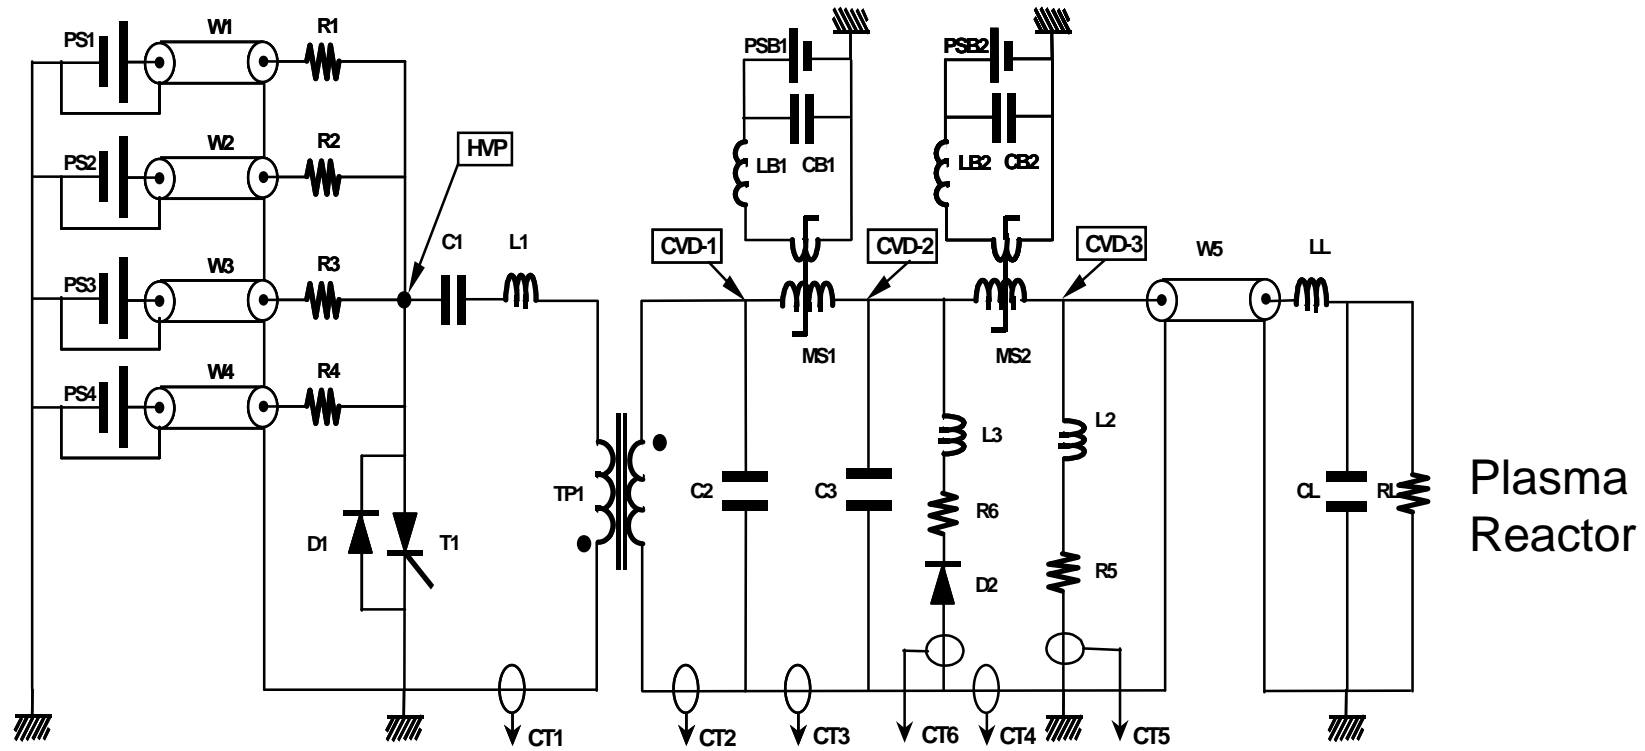 PS1
W1
R1
PSB1
PSB2
PS2
W2
R2
HVP
LB1
CB1
LB2
CB2
PS3
W3
R3
C1
L1
CVD-1
CVD-2
CVD-3
W5
LL
MS1
MS2
PS4
W4
R4
L3
L2
TP1
C2
C3
R6
CL
RL
Plasma
Reactor
D1
T1
D2
R5
CT1
CT2
CT3
CT6
CT4
CT5